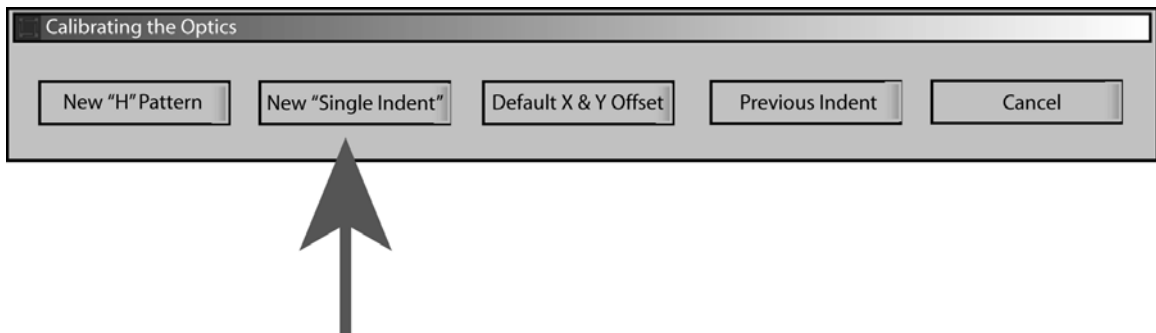 Calibrating the Optics
New “H” Pattern
New “Single Indent”
Default X & Y Offset
Previous Indent
Cancel